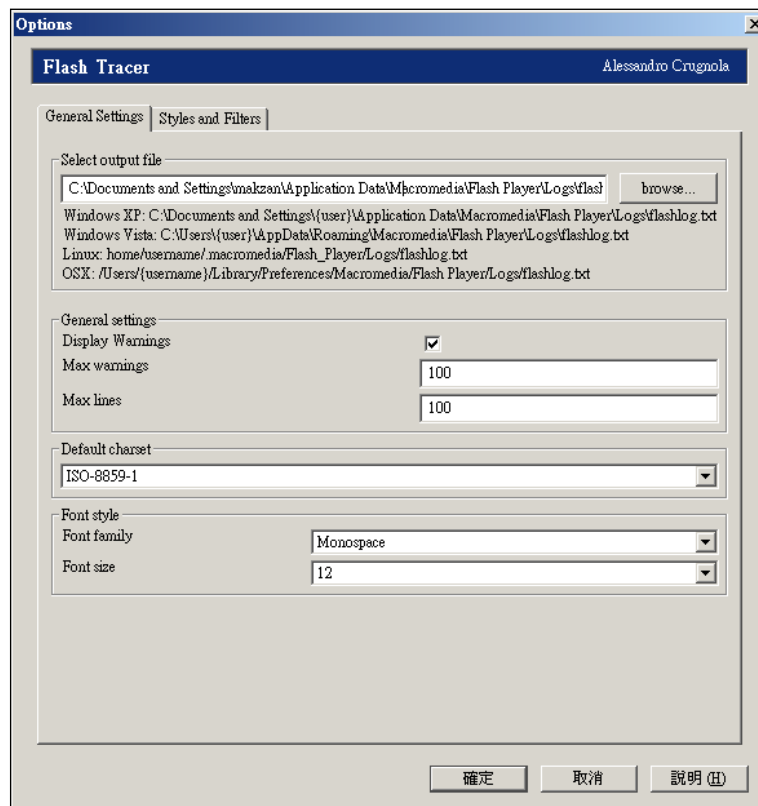 Options
Flash Tracer
Alessandro Crugnola
General Settings
Styles and Filters
Select output file
C:\Documents and Settings\makzan\Application Data\Macromedia\Flash Player\Logs\flash
browse...
Windows XP: C:\Documents and Settings\{user}\Application Data\Macromedia\Flash Player\Logs\flashlog.txt
Windows Vista: C:\Users\{user}\AppData\Roaming\Macromedia\Flash Player\Logs\flashlog.txt
Linux: home/username/.macromedia/Flash_Player/Logs/flashlog.txt
OSX: /Users/{username}/Library/Preferences/Macromedia/Flash Player/Logs/flashlog.txt
General settings
Display Warnings
Max warnings
100
Max lines
100
Default charset
ISO-8859-1
Font style
Font family
Monospace
Font size
12
確定
取消
說明(H)